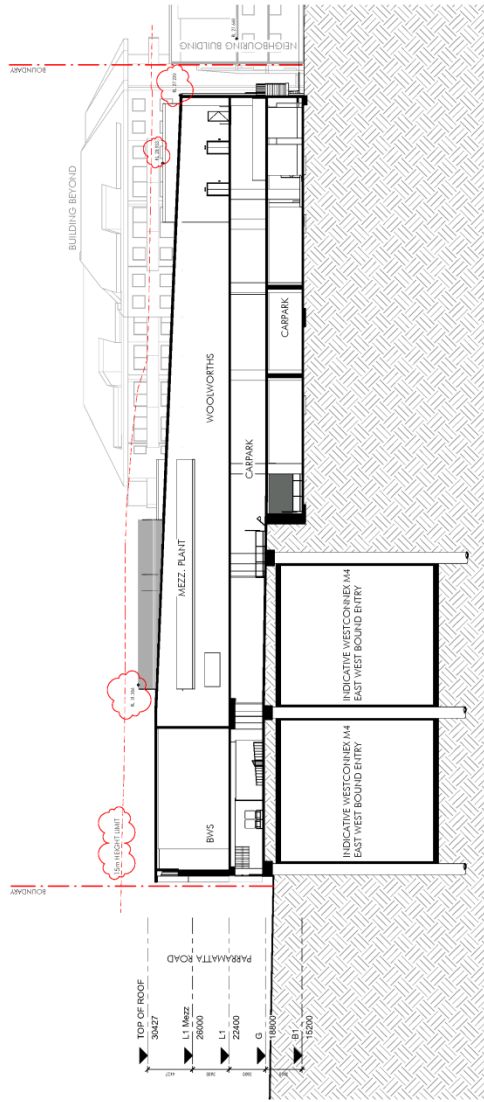 BOUNDARY
BOUNDARY
BUILDING BEYOND
NEIGHBOURING BUILDING
15m HEIGHT LIMIT
TOP OF ROOF
30427
4427
L1 Mezz
26000
L1
22400
G
18800
B1
15200
PARRAMATTA ROAD
MEZZ. PLANT
WOOLWORTHS
BWS
CARPARK
CARPARK
INDICATIVE WESTCONNEX M4
EAST WEST BOUND ENTRY
INDICATIVE WESTCONNEX M4
EAST WEST BOUND ENTRY